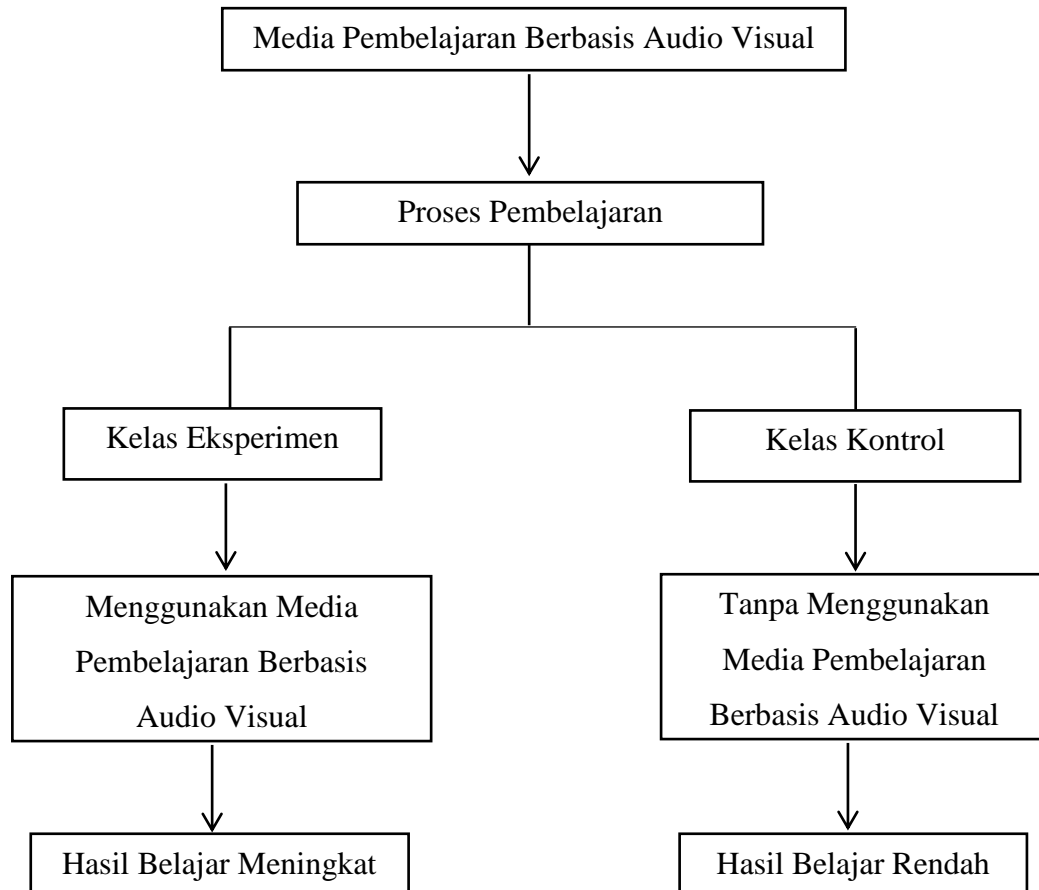 Media Pembelajaran Berbasis Audio Visual
Proses Pembelajaran
Kelas Eksperimen
Kelas Kontrol
Menggunakan Media
Pembelajaran Berbasis
Audio Visual
Tanpa Menggunakan
Media Pembelajaran
Berbasis Audio Visual
Hasil Belajar Meningkat
Hasil Belajar Rendah